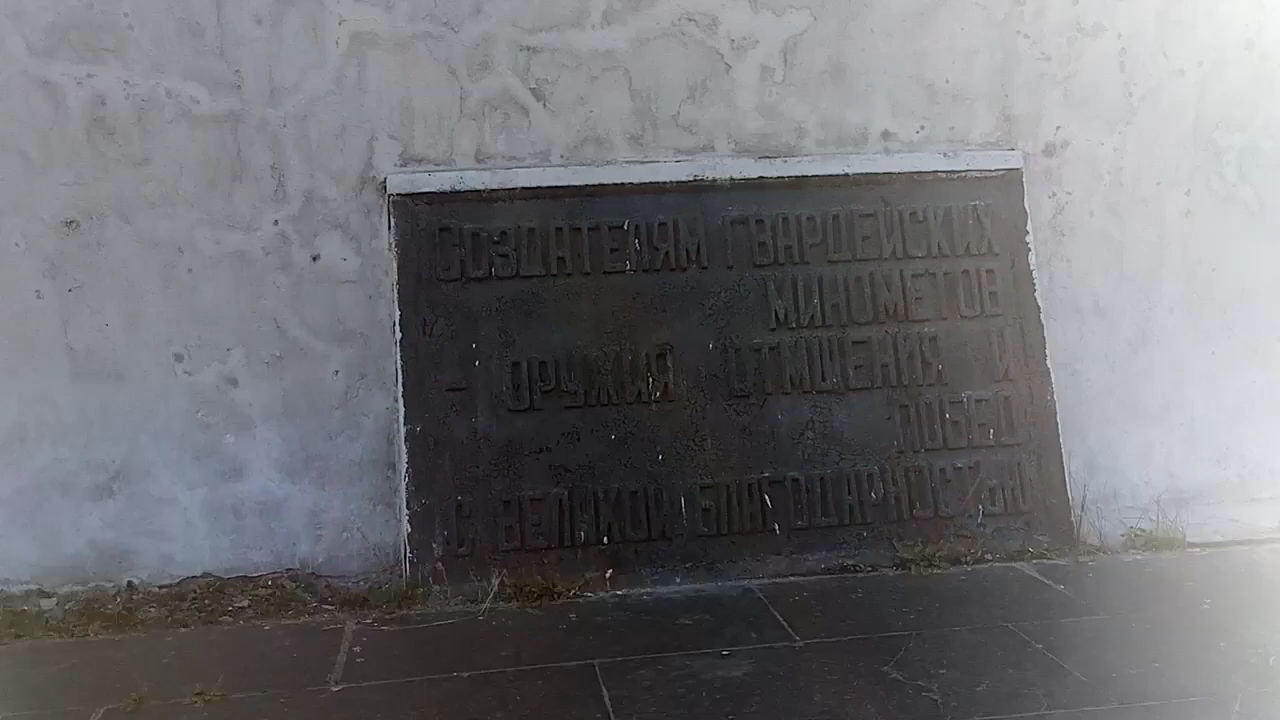 СОЗДАТЕЛЯМ ГВАРДЕЙСКИХ
МИНОМЕТОВ
- ОРУЖИЯ ОТМЩЕНИЯ И
ПОБЕД
С ВЕЛИКОЙ БЛАГОДАРНОСТЬЮ